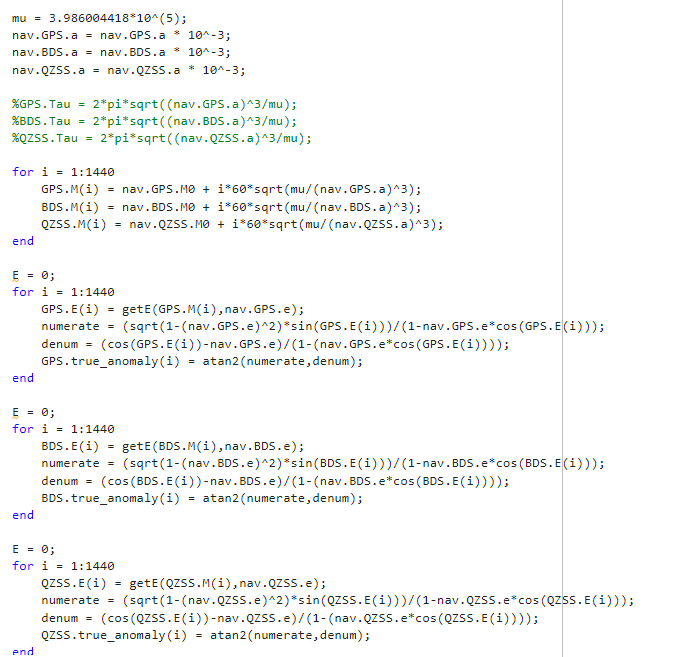 mu = 3.986004418*10^(5);
nav.GPS.a = nav.GPS.a * 10^-3;
nav.BDS.a = nav.BDS.a * 10^-3;
nav.QZSS.a = nav.QZSS.a * 10^-3;

%GPS.Tau = 2*pi*sqrt((nav.GPS.a)^3/mu);
%BDS.Tau = 2*pi*sqrt((nav.BDS.a)^3/mu);
%QZSS.Tau = 2*pi*sqrt((nav.QZSS.a)^3/mu);

for i = 1:1440
    GPS.M(i) = nav.GPS.M0 + i*60*sqrt(mu/(nav.GPS.a)^3);
    BDS.M(i) = nav.BDS.M0 + i*60*sqrt(mu/(nav.BDS.a)^3);
    QZSS.M(i) = nav.QZSS.M0 + i*60*sqrt(mu/(nav.QZSS.a)^3);
end

E = 0;
for i = 1:1440
    GPS.E(i) = getE(GPS.M(i),nav.GPS.e);
    numerate = (sqrt(1-(nav.GPS.e)^2)*sin(GPS.E(i)))/(1-nav.GPS.e*cos(GPS.E(i)));
    denum = (cos(GPS.E(i))-nav.GPS.e)/(1-(nav.GPS.e*cos(GPS.E(i))));
    GPS.true_anomaly(i) = atan2(numerate,denum);
end

E = 0;
for i = 1:1440
    BDS.E(i) = getE(BDS.M(i),nav.BDS.e);
    numerate = (sqrt(1-(nav.BDS.e)^2)*sin(BDS.E(i)))/(1-nav.BDS.e*cos(BDS.E(i)));
    denum = (cos(BDS.E(i))-nav.BDS.e)/(1-(nav.BDS.e*cos(BDS.E(i))));
    BDS.true_anomaly(i) = atan2(numerate,denum);
end

E = 0;
for i = 1:1440
    QZSS.E(i) = getE(QZSS.M(i),nav.QZSS.e);
    numerate = (sqrt(1-(nav.QZSS.e)^2)*sin(QZSS.E(i)))/(1-nav.QZSS.e*cos(QZSS.E(i)));
    denum = (cos(QZSS.E(i))-nav.QZSS.e)/(1-(nav.QZSS.e*cos(QZSS.E(i))));
    QZSS.true_anomaly(i) = atan2(numerate,denum);
end